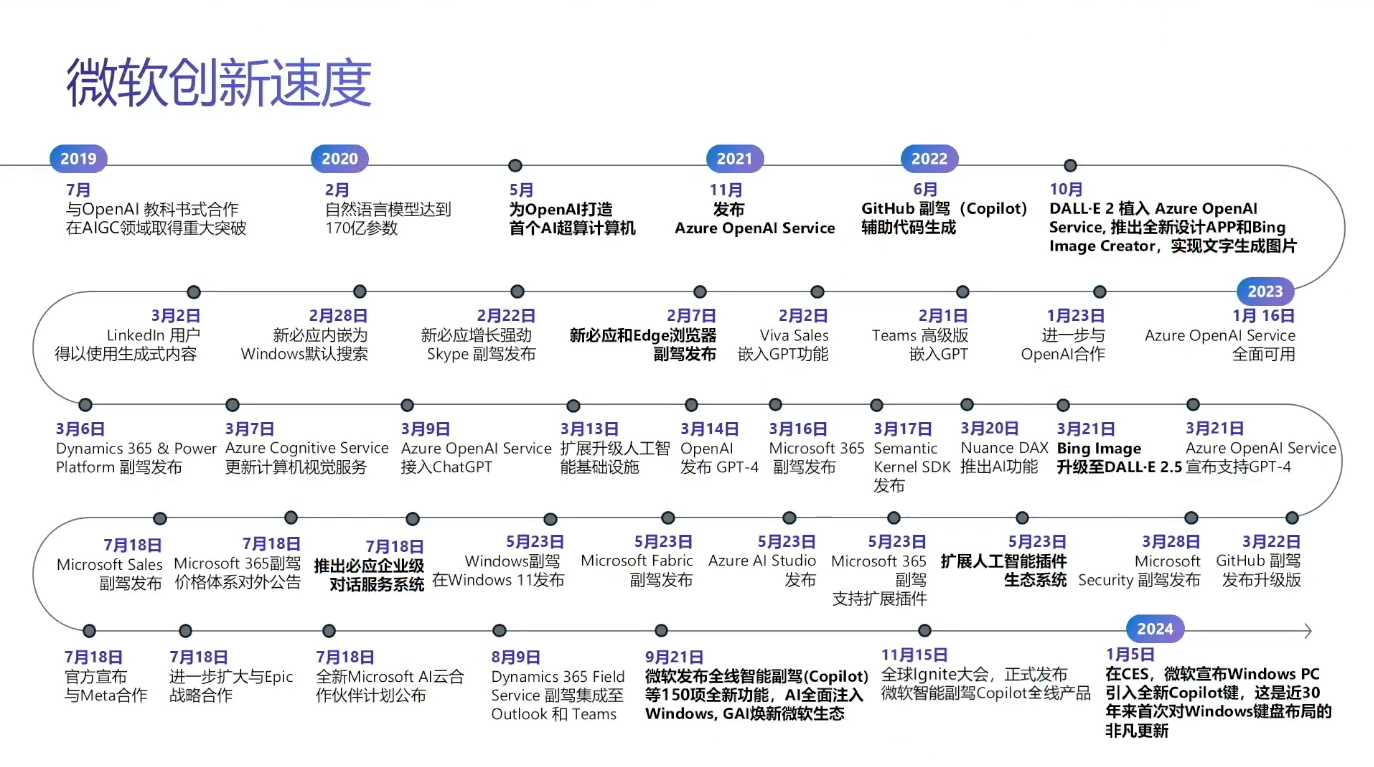 微软创新速度
2019
7月
与OpenAI 教科书式合作
在AIGC领域取得重大突破
2020
2月
自然语言模型达到
170亿参数
5月
为OpenAI打造
首个AI超算计算机
2021
11月
发布
Azure OpenAI Service
2022
6月
GitHub 副驾（Copilot）
辅助代码生成
10月
DALL·E 2 植入 Azure OpenAI
Service, 推出全新设计APP和Bing
Image Creator，实现文字生成图片
2023
1月 16日
Azure OpenAI Service
全面可用
1月23日
进一步与
OpenAI合作
2月1日
Teams 高级版
嵌入GPT
2月2日
Viva Sales
嵌入GPT功能
2月7日
新必应和Edge浏览器
副驾发布
2月22日
新必应增长强劲
Skype 副驾发布
2月28日
新必应内嵌为
Windows默认搜索
3月2日
LinkedIn 用户
得以使用生成式内容
3月6日
Dynamics 365 & Power
Platform 副驾发布
3月7日
Azure Cognitive Service
更新计算机视觉服务
3月9日
Azure OpenAI Service
接入ChatGPT
3月13日
扩展升级人工智
能基础设施
3月14日
OpenAI
发布 GPT-4
3月16日
Microsoft 365
副驾发布
3月17日
Semantic
Kernel SDK
发布
3月20日
Nuance DAX
推出AI功能
3月21日
Bing Image
升级至DALL·E 2.5
3月21日
Azure OpenAI Service
宣布支持GPT-4
3月22日
GitHub 副驾
发布升级版
3月28日
Microsoft
Security 副驾发布
5月23日
扩展人工智能插件
生态系统
5月23日
Microsoft 365
副驾
支持扩展插件
5月23日
Azure AI Studio
发布
5月23日
Microsoft Fabric
副驾发布
5月23日
Windows副驾
在Windows 11发布
7月18日
推出必应企业级
对话服务系统
7月18日
Microsoft 365副驾
价格体系对外公告
7月18日
Microsoft Sales
副驾发布
7月18日
官方宣布
与Meta合作
7月18日
进一步扩大与Epic
战略合作
7月18日
全新Microsoft AI云合
作伙伴计划公布
8月9日
Dynamics 365 Field
Service 副驾集成至
Outlook 和 Teams
9月21日
微软发布全线智能副驾(Copilot)
等150项全新功能，AI全面注入
Windows, GAI焕新微软生态
11月15日
全球Ignite大会，正式发布
微软智能副驾Copilot全线产品
2024
1月5日
在CES，微软宣布Windows PC
引入全新Copilot键，这是近30
年来首次对Windows键盘布局的
非凡更新